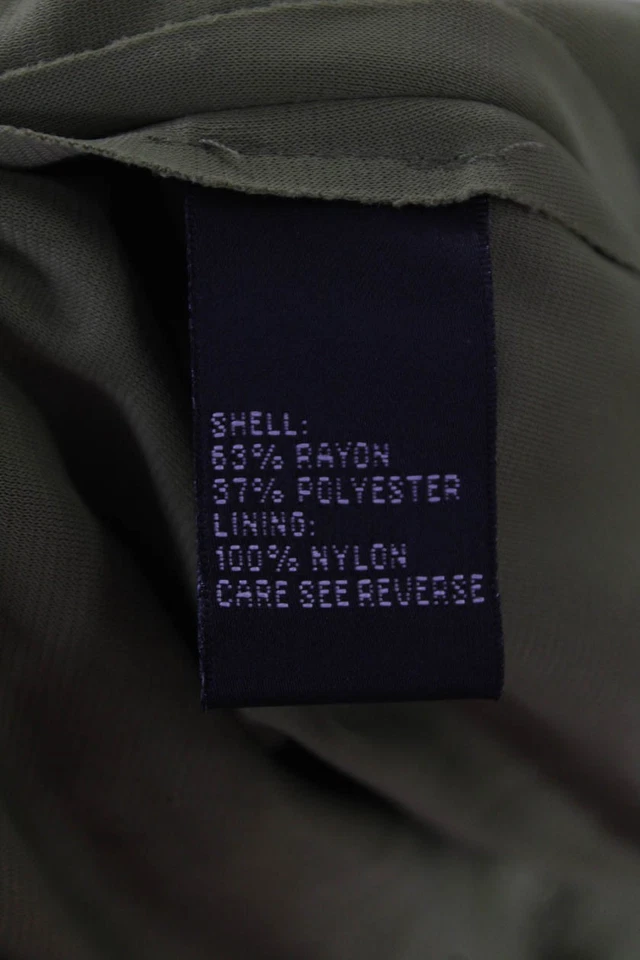 SHELL:
63% RAYON
37% POLYESTER
LINING:
100% NYLON
CARE SEE REVERSE